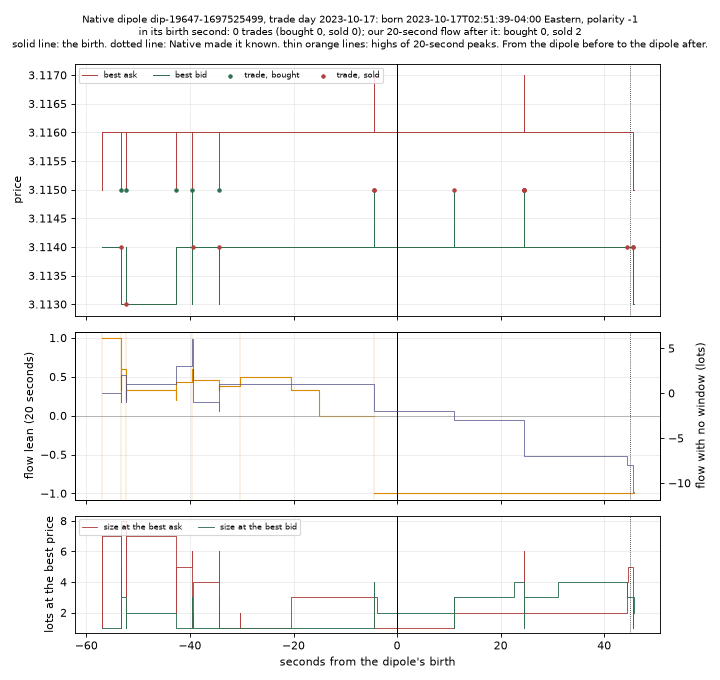 Native dipole dip-19647-1697525499, trade day 2023-10-17: born 2023-10-17T02:51:39-04:00 Eastern, polarity -1
in its birth second: 0 trades (bought 0, sold 0); our 20-second flow after it: bought 0, sold 2
solid line: the birth. dotted line: Native made it known. thin orange lines: highs of 20-second peaks. From the dipole before to the dipole after.
best ask
best bid
trade, bought
trade, sold
3.1170
3.1165
3.1160
3.1155
3.1150
3.1145
3.1140
3.1135
3.1130
price
1.0
0.5
0.0
−0.5
−1.0
flow lean (20 seconds)
5
0
−5
−10
flow with no window (lots)
size at the best ask
size at the best bid
8
6
4
2
lots at the best price
−60
−40
−20
0
20
40
seconds from the dipole's birth